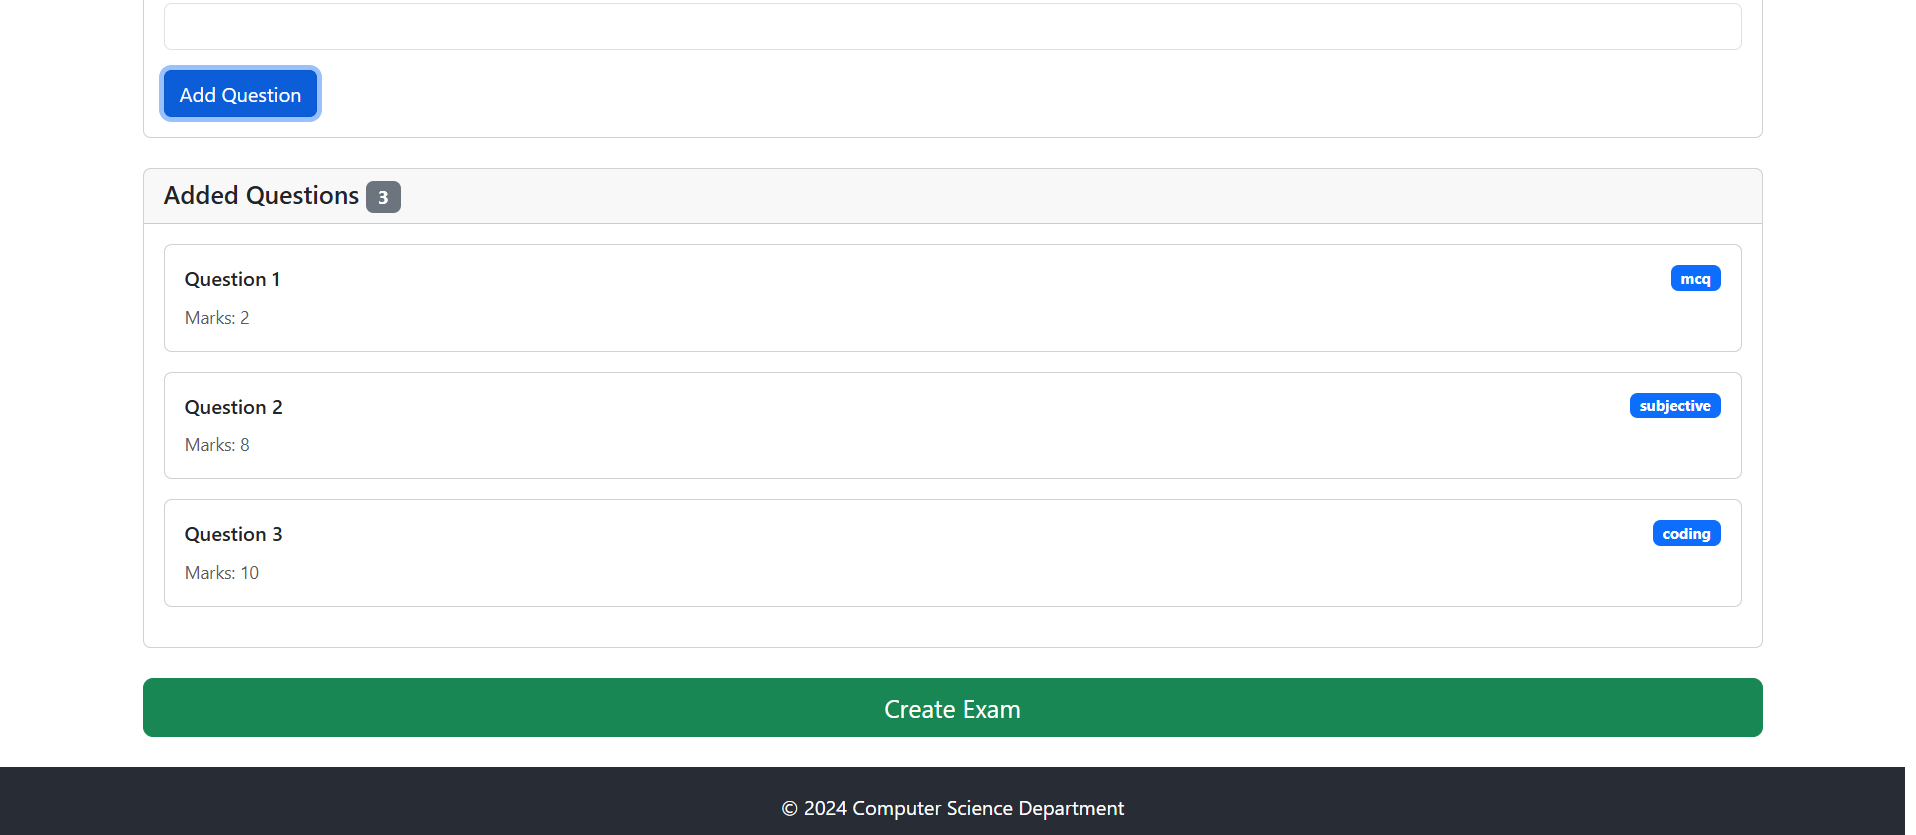 Add Question
Added Questions 3
Question 1 mcq
Marks: 2
Question 2 subjective
Marks: 8
Question 3 coding
Marks: 10
Create Exam
© 2024 Computer Science Department